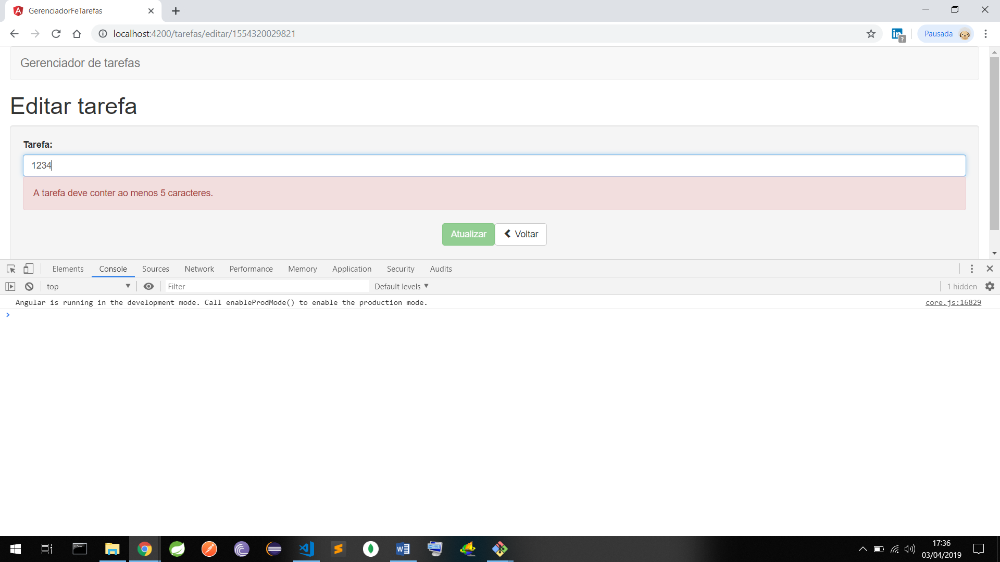 GerenciadorFeTarefas
localhost:4200/tarefas/editar/1554320029821
Pausada
Gerenciador de tarefas
Editar tarefa
Tarefa:
1234
A tarefa deve conter ao menos 5 caracteres.
Atualizar
Voltar
Elements Console Sources Network Performance Memory Application Security Audits
top Filter Default levels 1 hidden
Angular is running in the development mode. Call enableProdMode() to enable the production mode. core.js:16829
17:36
03/04/2019